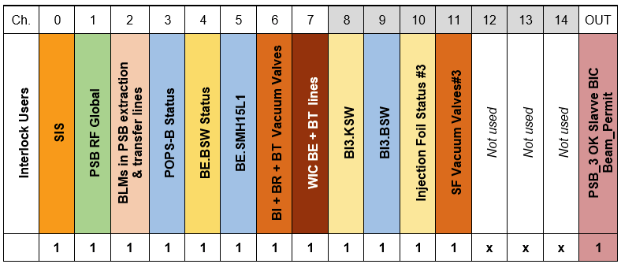 Ch. 0 1 2 3 4 5 6 7 8 9 10 11 12 13 14 OUT
Interlock Users
SIS
PSB RF Global
BLMs in PSB extraction
& transfer lines
POPS-B Status
BE.BSW Status
BE.SMH15L1
BI + BR + BT Vacuum Valves
WIC BE + BT lines
BI3.KSW
BI3.BSW
Injection Foil Status #3
SF Vacuum Valves#3
Not used
Not used
Not used
PSB_3 OK Slavve BIC
Beam_Permit
1 1 1 1 1 1 1 1 1 1 1 1 x x x 1